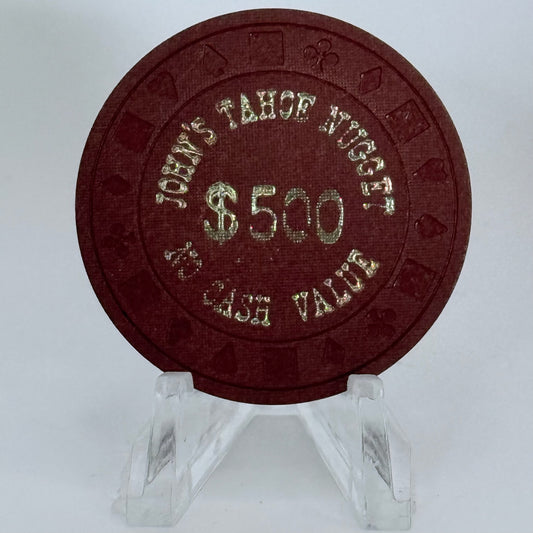 JOHN'S TAHOE NUGGET
$500
NO CASH VALUE